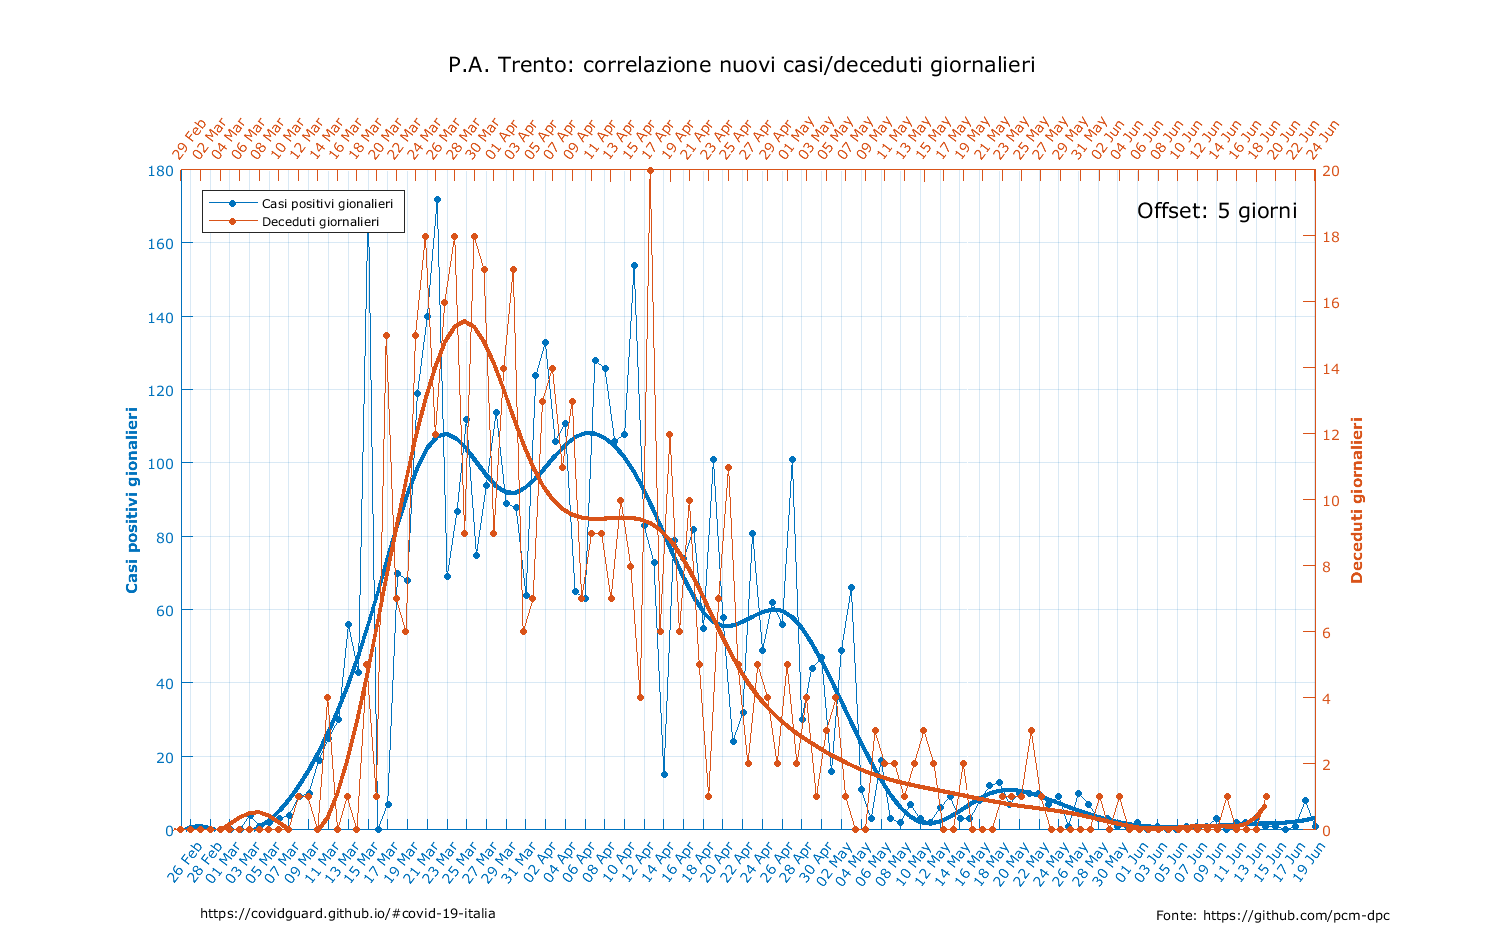 P.A. Trento: correlazione nuovi casi/deceduti giornalieri
29 Feb 02 Mar 04 Mar 06 Mar 08 Mar 10 Mar 12 Mar 14 Mar 16 Mar 18 Mar 20 Mar 22 Mar 24 Mar 26 Mar 28 Mar 30 Mar 01 Apr 03 Apr 05 Apr 07 Apr 09 Apr 11 Apr 13 Apr 15 Apr 17 Apr 19 Apr 21 Apr 23 Apr 25 Apr 27 Apr 29 Apr 01 May 03 May 05 May 07 May 09 May 11 May 13 May 15 May 17 May 19 May 21 May 23 May 25 May 27 May 29 May 31 May 02 Jun 04 Jun 06 Jun 08 Jun 10 Jun 12 Jun 14 Jun 16 Jun 18 Jun 20 Jun 22 Jun 24 Jun
Casi positivi gionalieri
Deceduti giornalieri
Offset: 5 giorni
180
160
140
120
100
80
60
40
20
0
Casi positivi gionalieri
20
18
16
14
12
10
8
6
4
2
0
Deceduti giornalieri
26 Feb 28 Feb 01 Mar 03 Mar 05 Mar 07 Mar 09 Mar 11 Mar 13 Mar 15 Mar 17 Mar 19 Mar 21 Mar 23 Mar 25 Mar 27 Mar 29 Mar 31 Mar 02 Apr 04 Apr 06 Apr 08 Apr 10 Apr 12 Apr 14 Apr 16 Apr 18 Apr 20 Apr 22 Apr 24 Apr 26 Apr 28 Apr 30 Apr 02 May 04 May 06 May 08 May 10 May 12 May 14 May 16 May 18 May 20 May 22 May 24 May 26 May 28 May 30 May 01 Jun 03 Jun 05 Jun 07 Jun 09 Jun 11 Jun 13 Jun 15 Jun 17 Jun 19 Jun
https://covidguard.github.io/#covid-19-italia
Fonte: https://github.com/pcm-dpc